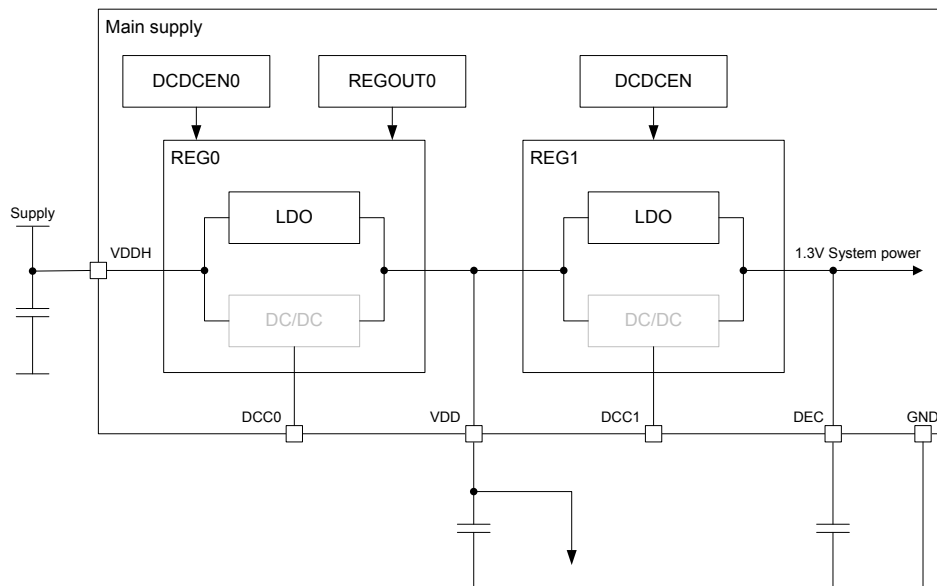 Main supply
DCDCEN0
REGOUT0
DCDCEN
REG0
REG1
LDO
LDO
Supply
VDDH
1.3V System power
DC/DC
DC/DC
DCC0
VDD
DCC1
DEC
GND